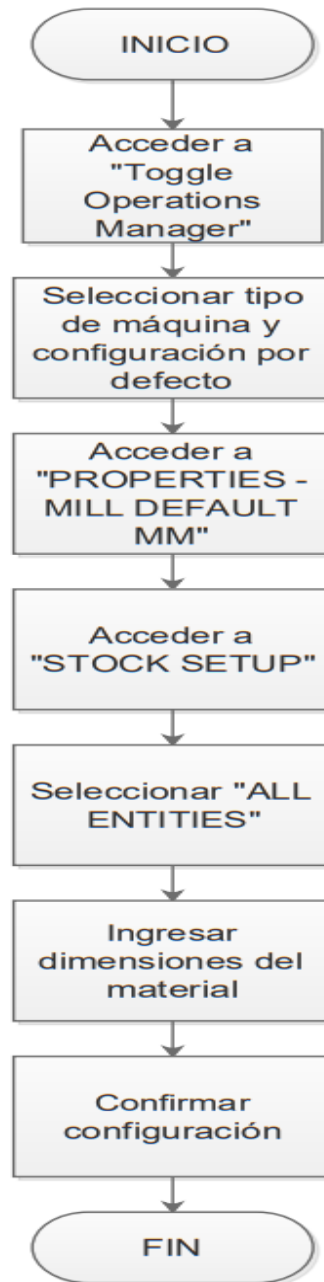 INICIO
Acceder a
"Toggle
Operations
Manager"
Seleccionar tipo
de máquina y
configuración por
defecto
Acceder a
"PROPERTIES -
MILL DEFAULT
MM"
Acceder a
"STOCK SETUP"
Seleccionar "ALL
ENTITIES"
Ingresar
dimensiones del
material
Confirmar
configuración
FIN